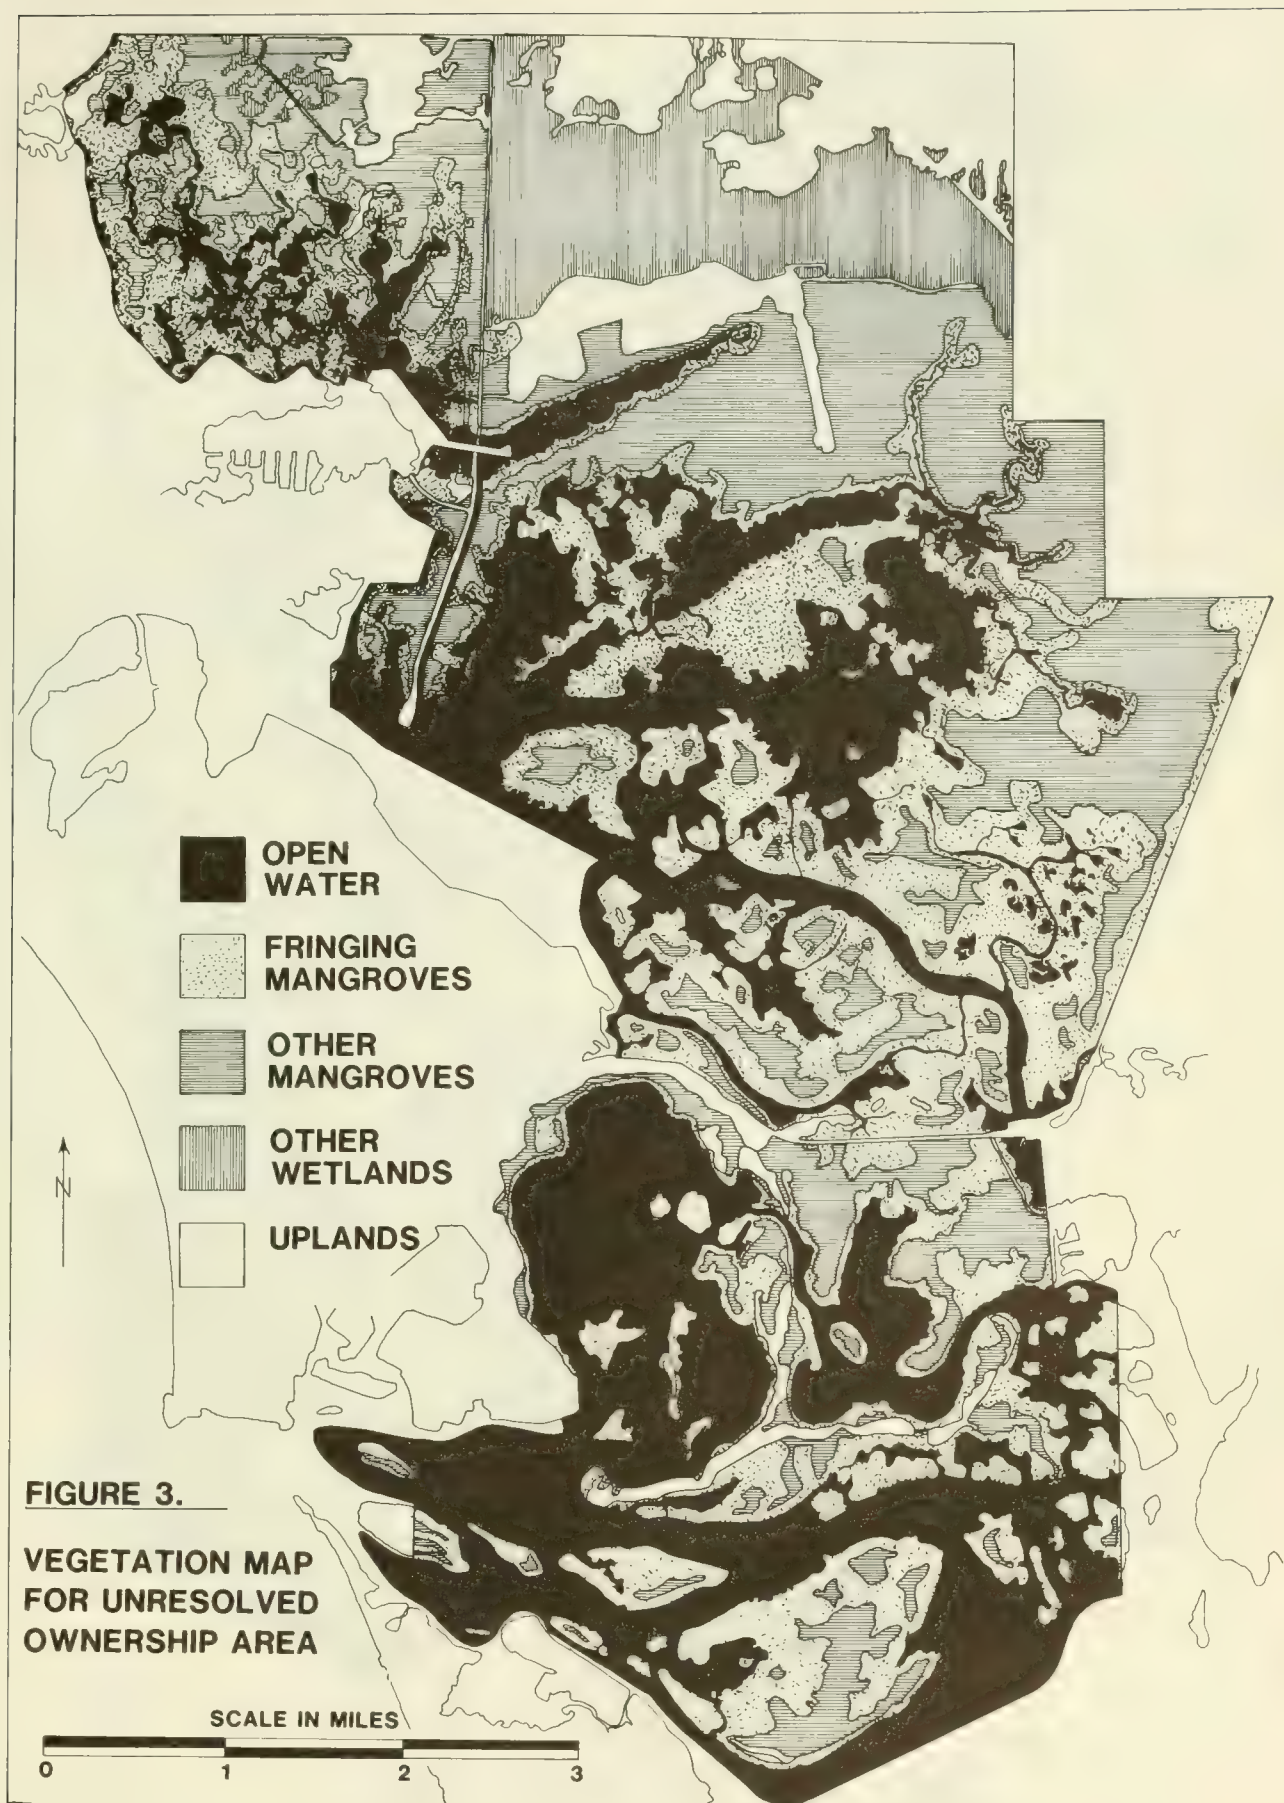 OPEN
WATER
FRINGING
MANGROVES
OTHER
MANGROVES
OTHER
WETLANDS
UPLANDS
N
FIGURE 3.
VEGETATION MAP
FOR UNRESOLVED
OWNERSHIP AREA
SCALE IN MILES
0 1 2 3